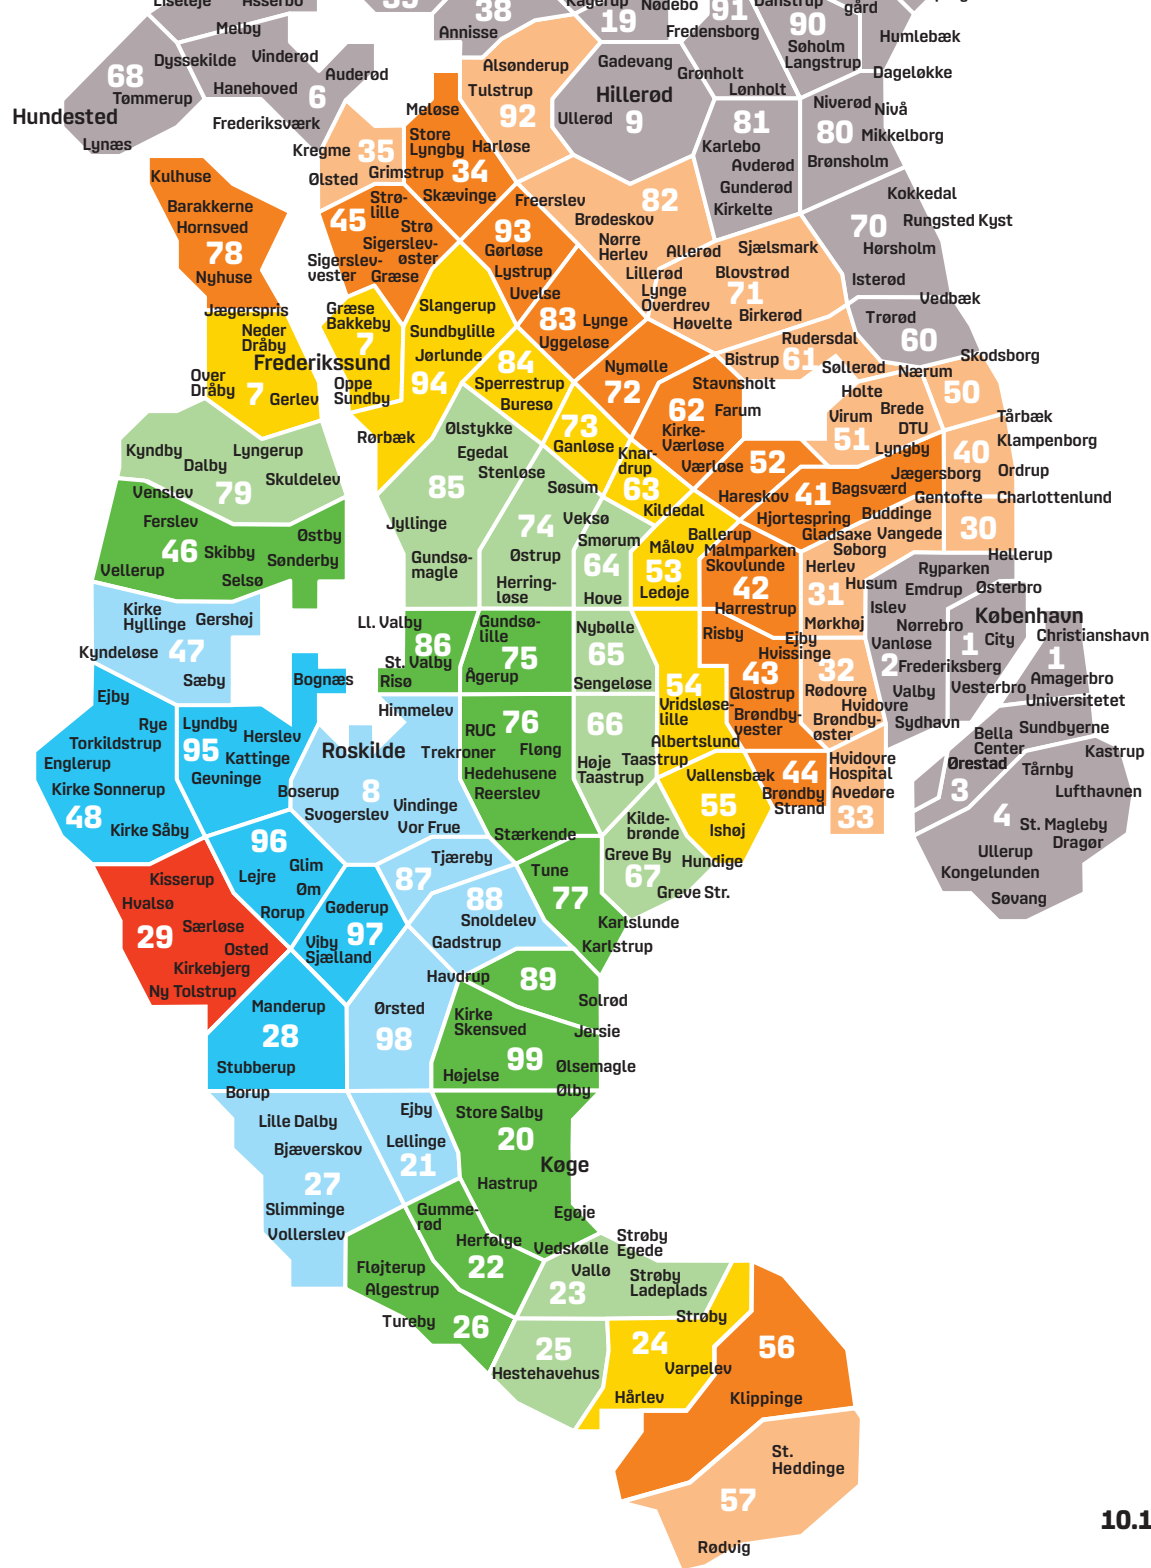 Liseleje
Asserbo
39
38
Annisse
Kagerup
19
Nødebo
91
Fredensborg
Danstrup
90
Søholm
Langstrup
gård
Humlebæk
Dageløkke
Melby
Dyssekilde
Vinderød
68
Tømmerup
Hanehoved
Auderød
6
Hundested
Frederiksværk
Lynæs
Alsønderup
Tulstrup
92
Harløse
Gadevang
Grønholt
Lønholt
Hillerød
Ullerød
9
81
Karlebo
Avderød
Gunderød
Kirkelte
Niverød
Nivå
80
Mikkelborg
Brønsholm
Meløse
Store
Lyngby
34
Skævinge
Kregme
35
Grimstrup
Ølsted
Kulhuse
Barakkerne
Hornsved
78
Nyhuse
Strø-
lille
45
Strø
Sigerslev-
øster
Sigerslev-
vester
Græse
Freerslev
93
Gørløse
Lystrup
Uvelse
82
Brødeskov
Nørre
Herlev
Kokkedal
70
Rungsted Kyst
Hørsholm
Isterød
Allerød
Sjælsmark
Lillerød
Blovstrød
Lynge
Overdrev
71
Høvelte
Birkerød
Vedbæk
Trørød
60
Skodsborg
Jægerspris
Neder
Dråby
Frederikssund
Over
Dråby
7
Gerlev
Græse
Bakkeby
7
Oppe
Sundby
Slangerup
Sundbylille
Jørlunde
94
Rørbæk
83
Lynge
Uggeløse
84
Sperrestrup
Buresø
Nymølle
72
Bistrup
Rudersdal
61
Søllerød
Nærum
50
Tårbæk
Stavnsholt
62
Farum
Kirke-
Værløse
Holte
Virum
Brede
DTU
51
Lyngby
40
Klampenborg
Ordrup
Kyndby
Lyngerup
Dalby
79
Skuldelev
Venslev
Ølstykke
Egedal
Stenløse
85
Jyllinge
Gundsø-
magle
73
Ganløse
Knar-
drup
63
Kildedal
Søsum
Værløse
52
Hareskov
41
Bagsværd
Jægersborg
Gentofte
Charlottenlund
Hjortespring
Buddinge
Gladsaxe
Vangede
Søborg
30
Hellerup
Ferslev
46
Skibby
Østby
Sønderby
Vellerup
Selsø
74
Østrup
Herring-
løse
Veksø
Smørum
64
Hove
Måløv
53
Ledøje
Ballerup
Malmparken
Skovlunde
42
Harrestrup
Herlev
31
Husum
Mørkhøj
Ryparken
Emdrup
Østerbro
Islev
Nørrebro
Vanløse
2
Frederiksberg
Valby
Sydhavn
København
1
City
Vesterbro
Christianshavn
1
Amagerbro
Universitetet
Kirke
Hyllinge
Gershøj
Kyndeløse
47
Sæby
Ll. Valby
86
St. Valby
Risø
Gundsø-
lille
75
Ågerup
Nybølle
65
Sengeløse
Risby
Ejby
Hvissinge
43
Glostrup
Brøndby-
vester
32
Rødovre
Hvidovre
Brøndby-
øster
54
Vridsløse-
lille
Albertslund
Ejby
Rye
Torkildstrup
Englerup
Kirke Sonnerup
48
Kirke Såby
Bognæs
Lyndby
95
Herslev
Kattinge
Gevninge
Himmelev
Roskilde
8
Boserup
Svogerslev
Vindinge
Vor Frue
RUC
76
Trekroner
Fløng
Hedehusene
Reerslev
Stærkende
66
Høje
Taastrup
Taastrup
Vallensbæk
44
Brøndby
Strand
55
Ishøj
Hundige
Hvidovre
Hospital
Avedøre
33
Bella
Center
Ørestad
3
Sundbyerne
Kastrup
Tårnby
Lufthavnen
4
St. Magleby
Dragør
Ullerup
Kongelunden
Søvang
Kilde-
brønde
Greve By
67
Greve Str.
96
Glim
Lejre
Øm
Rorup
Tjæreby
87
88
Snoldelev
Gadstrup
Tune
77
Karlslunde
Karlstrup
Kisserup
Hvalsø
Særløse
29
Osted
Kirkebjerg
Ny Tolstrup
Gøderup
Viby
Sjælland
97
Havdrup
89
Solrød
Jersie
Manderup
28
Stubberup
Borup
Ørsted
98
Kirke
Skensved
99
Højelse
Ølsemagle
Ølby
Lille Dalby
Bjæverskov
27
Slimminge
Vollerslev
Ejby
Lellinge
21
Store Salby
20
Køge
Hastrup
Egøje
Gumme-
rød
Herfølge
22
Vedskølle
Strøby
Egede
Vallø
23
Strøby
Ladeplads
Strøby
Fløjterup
Algestrup
Tureby
26
25
Hestehavehus
24
Varpelev
Hårlev
56
Klippinge
St.
Heddinge
57
Rødvig
10.1